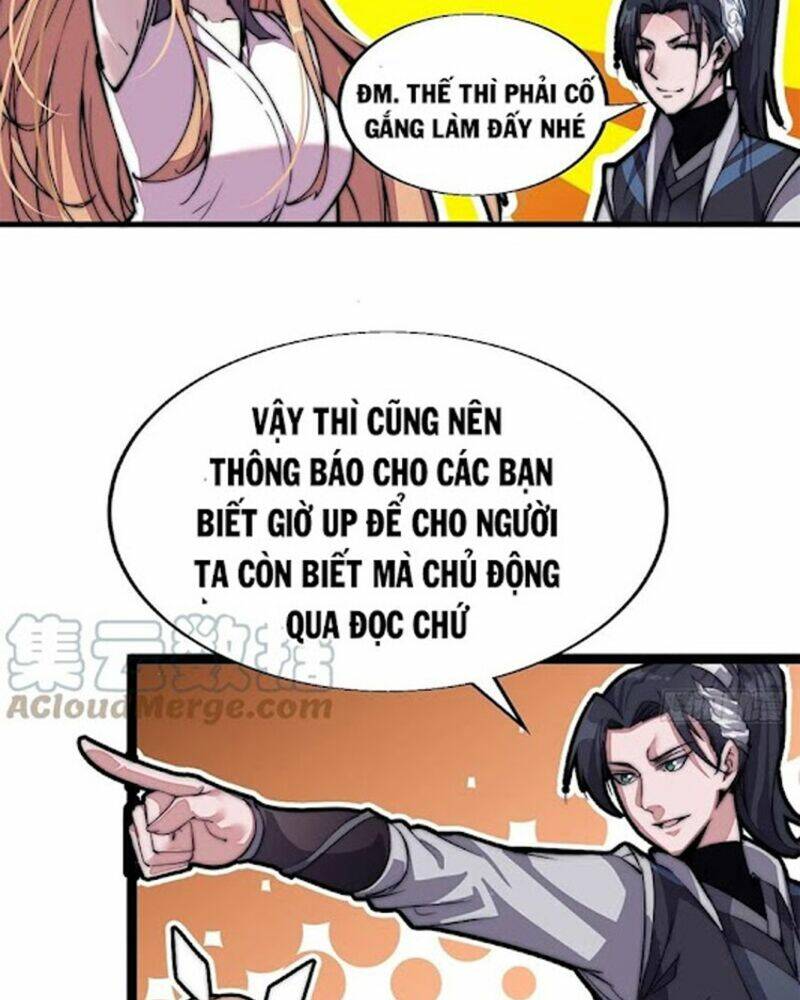 ĐM. THẾ THÌ PHẢI CỐ
GẮNG LÀM ĐẤY NHÉ
VẬY THÌ CŨNG NÊN
THÔNG BÁO CHO CÁC BẠN
BIẾT GIỜ UP ĐỂ CHO NGƯỜI
TA CÒN BIẾT MÀ CHỦ ĐỘNG
QUA ĐỌC CHỨ
集云数据
ACloudMerge.com